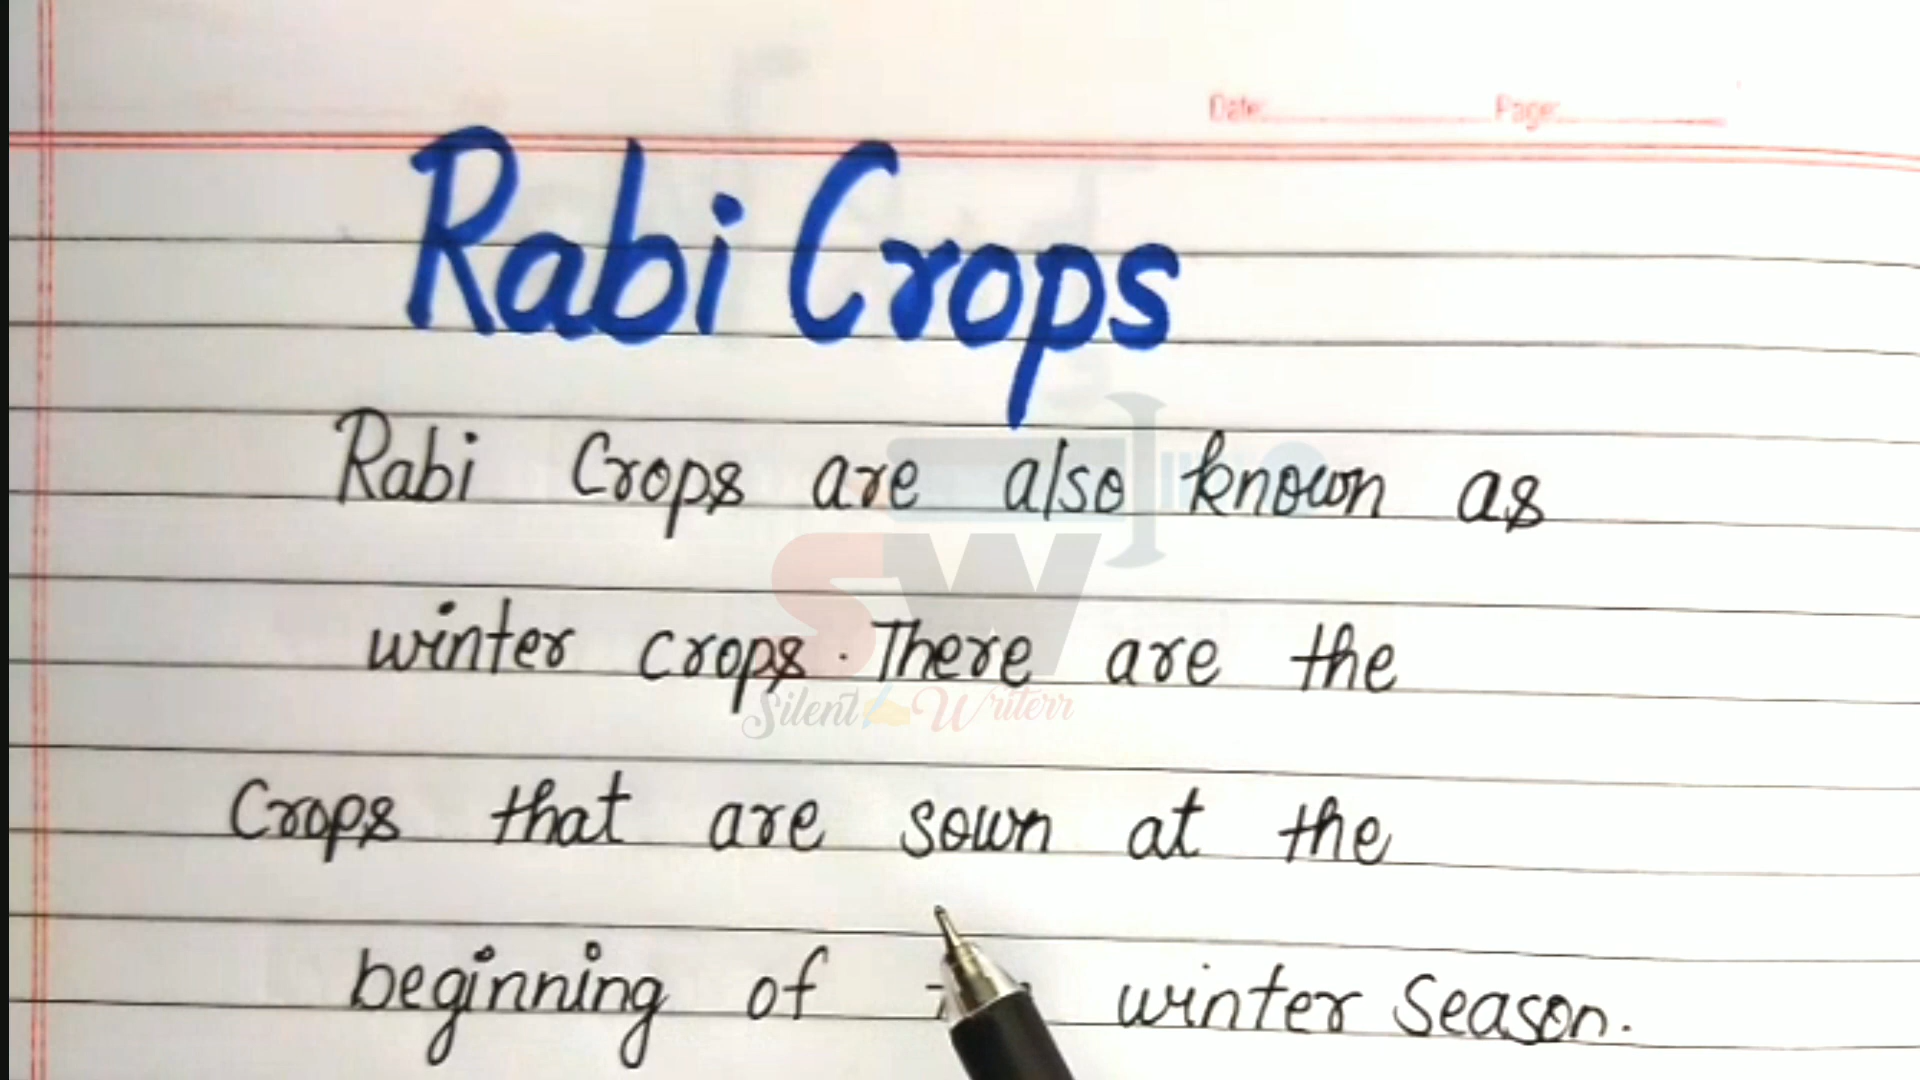 Date: Page:
Rabi Crops
Rabi Crops are also known as
winter crops. There are the
SW
Silent Writerr
Crops that are sown at the
beginning of winter season.